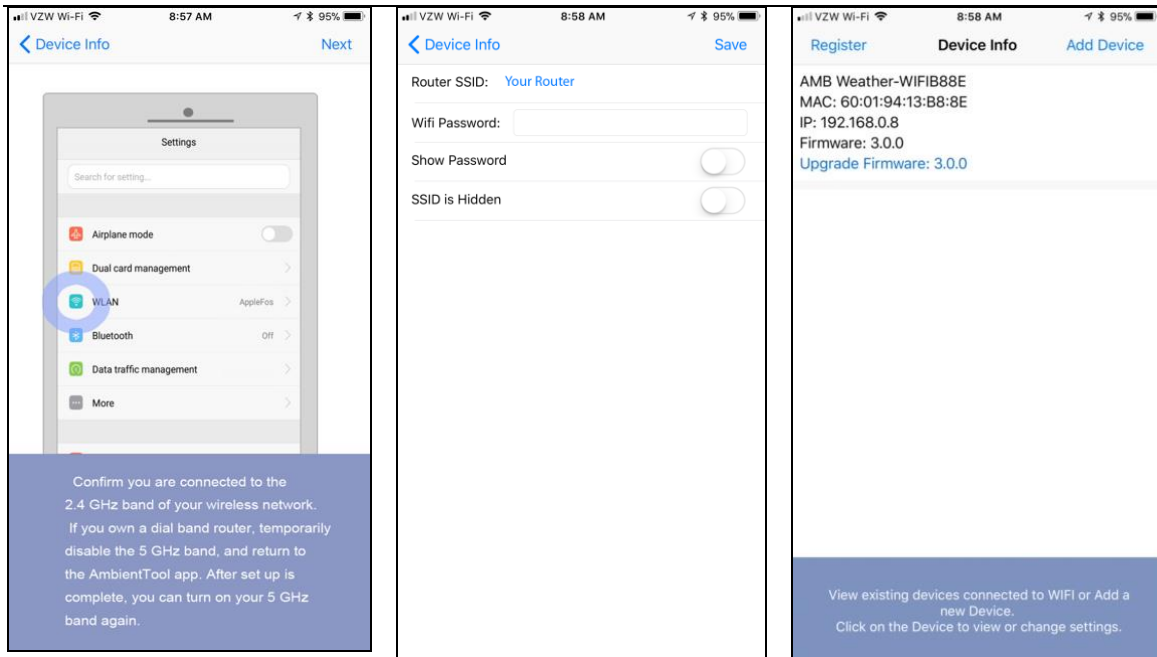 VZW Wi-Fi 8:57 AM 95%
Device Info Next
Settings
Search for setting...
Airplane mode
Dual card management
WLAN AppleFos
Bluetooth Off
Data traffic management
More
Confirm you are connected to the
2.4 GHz band of your wireless network.
If you own a dial band router, temporarily
disable the 5 GHz band, and return to
the AmbientTool app. After set up is
complete, you can turn on your 5 GHz
band again.
VZW Wi-Fi 8:58 AM 95%
Device Info Save
Router SSID: Your Router
Wifi Password:
Show Password
SSID is Hidden
VZW Wi-Fi 8:58 AM 95%
Register Device Info Add Device
AMB Weather-WIFIB88E
MAC: 60:01:94:13:B8:8E
IP: 192.168.0.8
Firmware: 3.0.0
Upgrade Firmware: 3.0.0
View existing devices connected to WIFI or Add a
new Device.
Click on the Device to view or change settings.